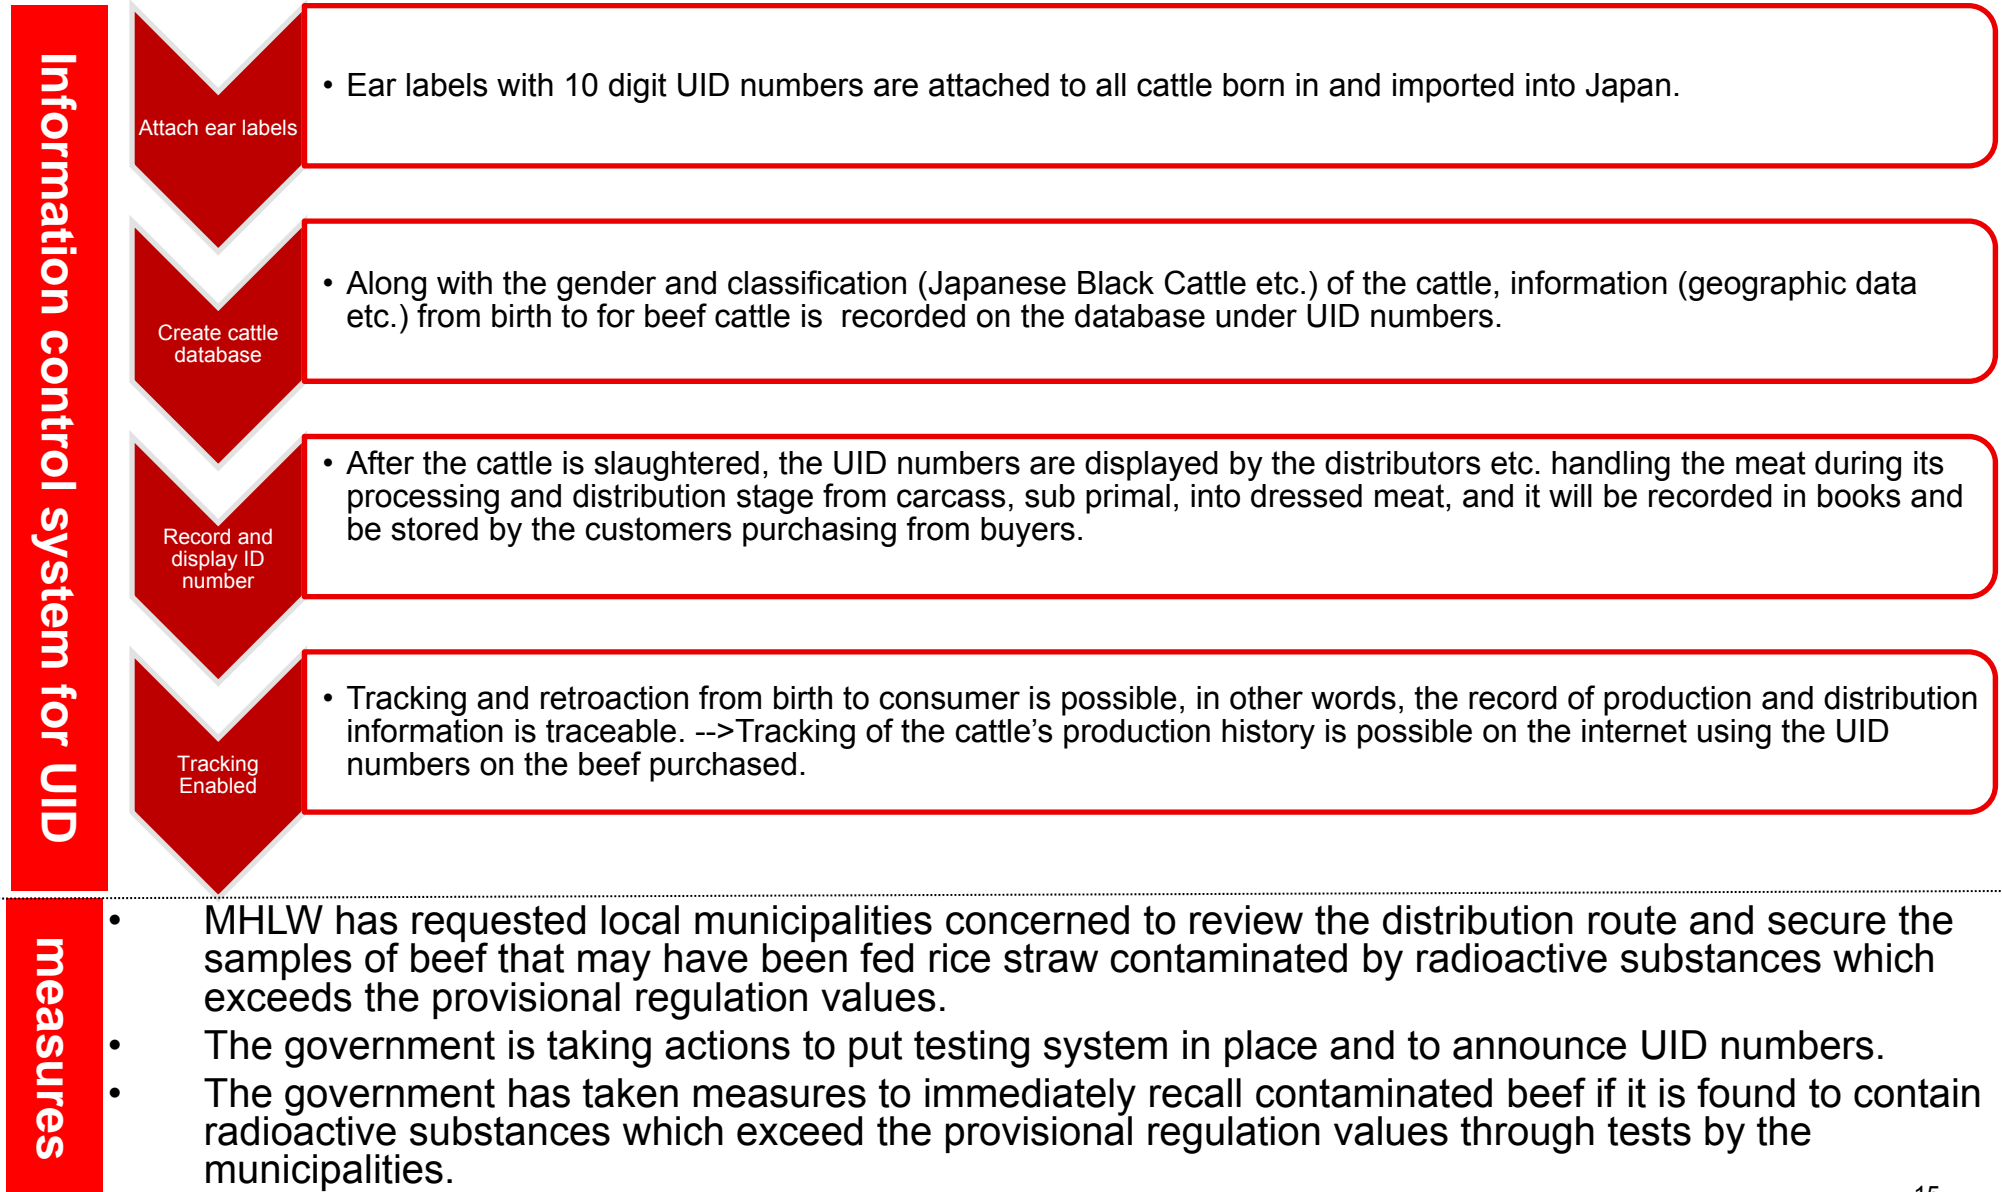 Information control system for UID
Attach ear labels
• Ear labels with 10 digit UID numbers are attached to all cattle born in and imported into Japan.
Create cattle
database
• Along with the gender and classification (Japanese Black Cattle etc.) of the cattle, information (geographic data
etc.) from birth to for beef cattle is  recorded on the database under UID numbers.
Record and
display ID
number
• After the cattle is slaughtered, the UID numbers are displayed by the distributors etc. handling the meat during its
processing and distribution stage from carcass, sub primal, into dressed meat, and it will be recorded in books and
be stored by the customers purchasing from buyers.
Tracking
Enabled
• Tracking and retroaction from birth to consumer is possible, in other words, the record of production and distribution
information is traceable. -->Tracking of the cattle’s production history is possible on the internet using the UID
numbers on the beef purchased.
measures
• MHLW has requested local municipalities concerned to review the distribution route and secure the
samples of beef that may have been fed rice straw contaminated by radioactive substances which
exceeds the provisional regulation values.
• The government is taking actions to put testing system in place and to announce UID numbers.
• The government has taken measures to immediately recall contaminated beef if it is found to contain
radioactive substances which exceed the provisional regulation values through tests by the
municipalities.